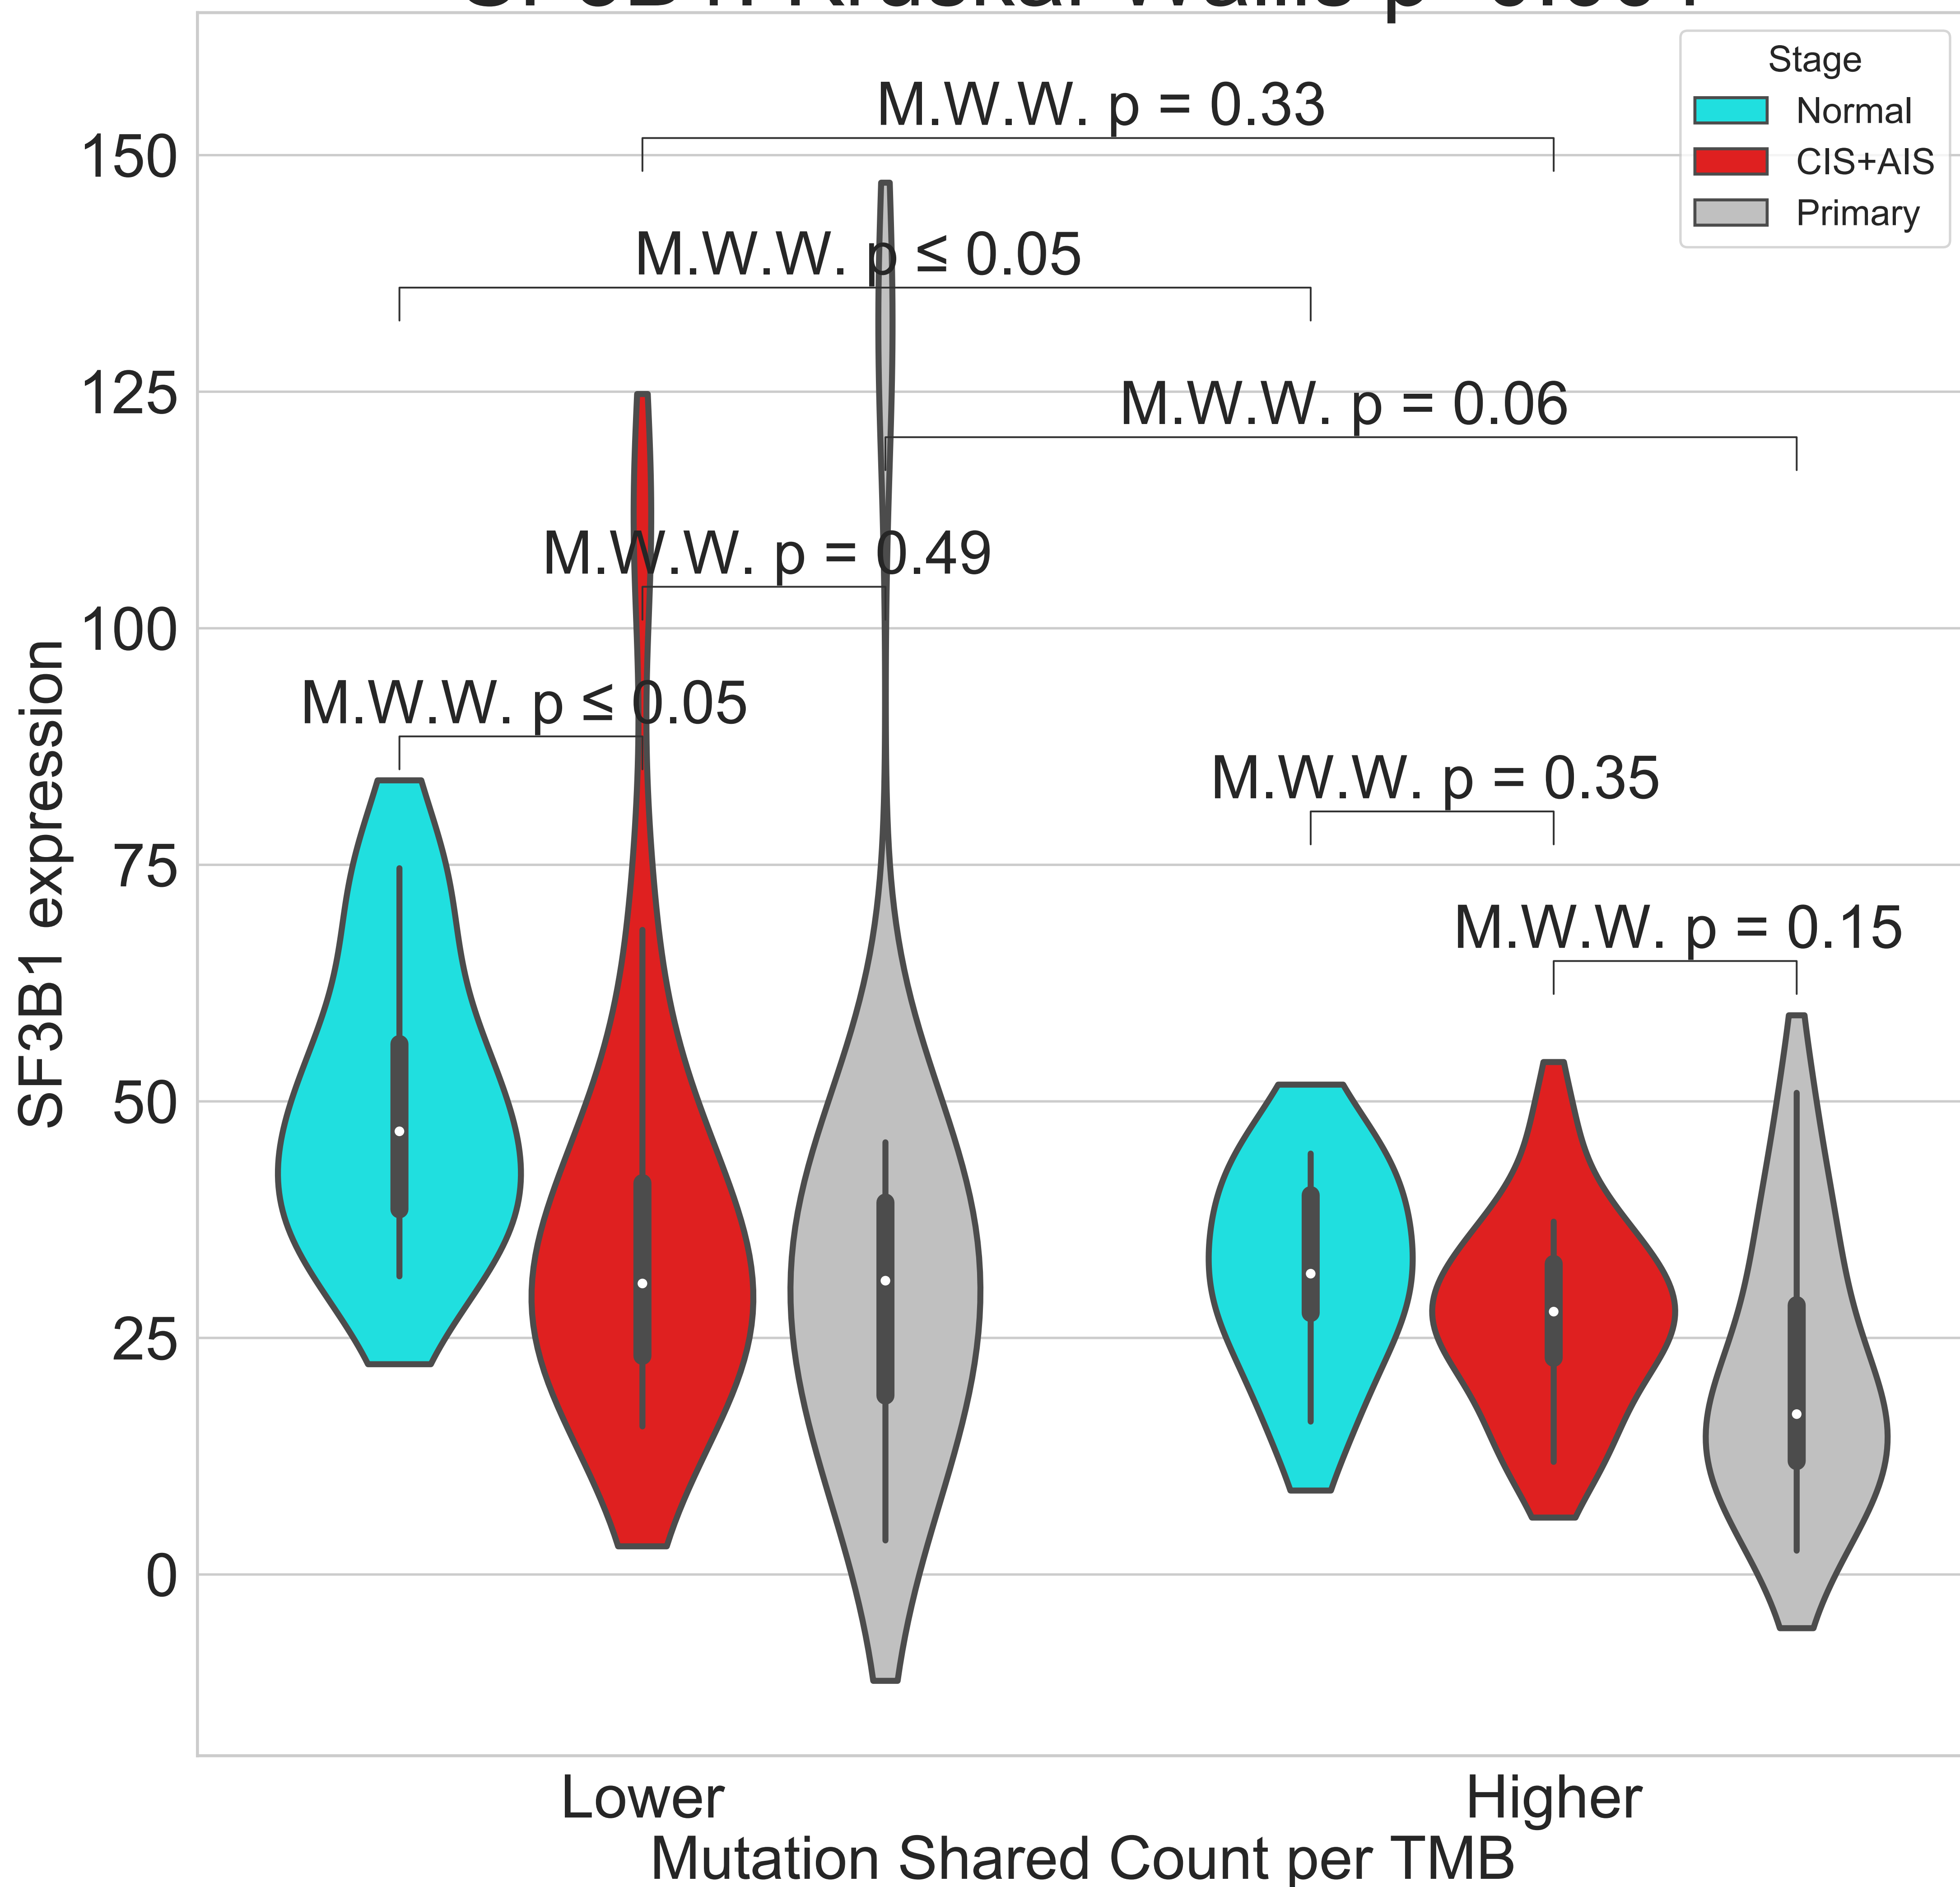 Stage
Normal
CIS+AIS
Primary
M.W.W. p = 0.33
M.W.W. p ≤ 0.05
M.W.W. p = 0.06
M.W.W. p = 0.49
M.W.W. p ≤ 0.05
M.W.W. p = 0.35
M.W.W. p = 0.15
150
125
100
75
50
25
0
SF3B1 expression
Lower
Higher
Mutation Shared Count per TMB